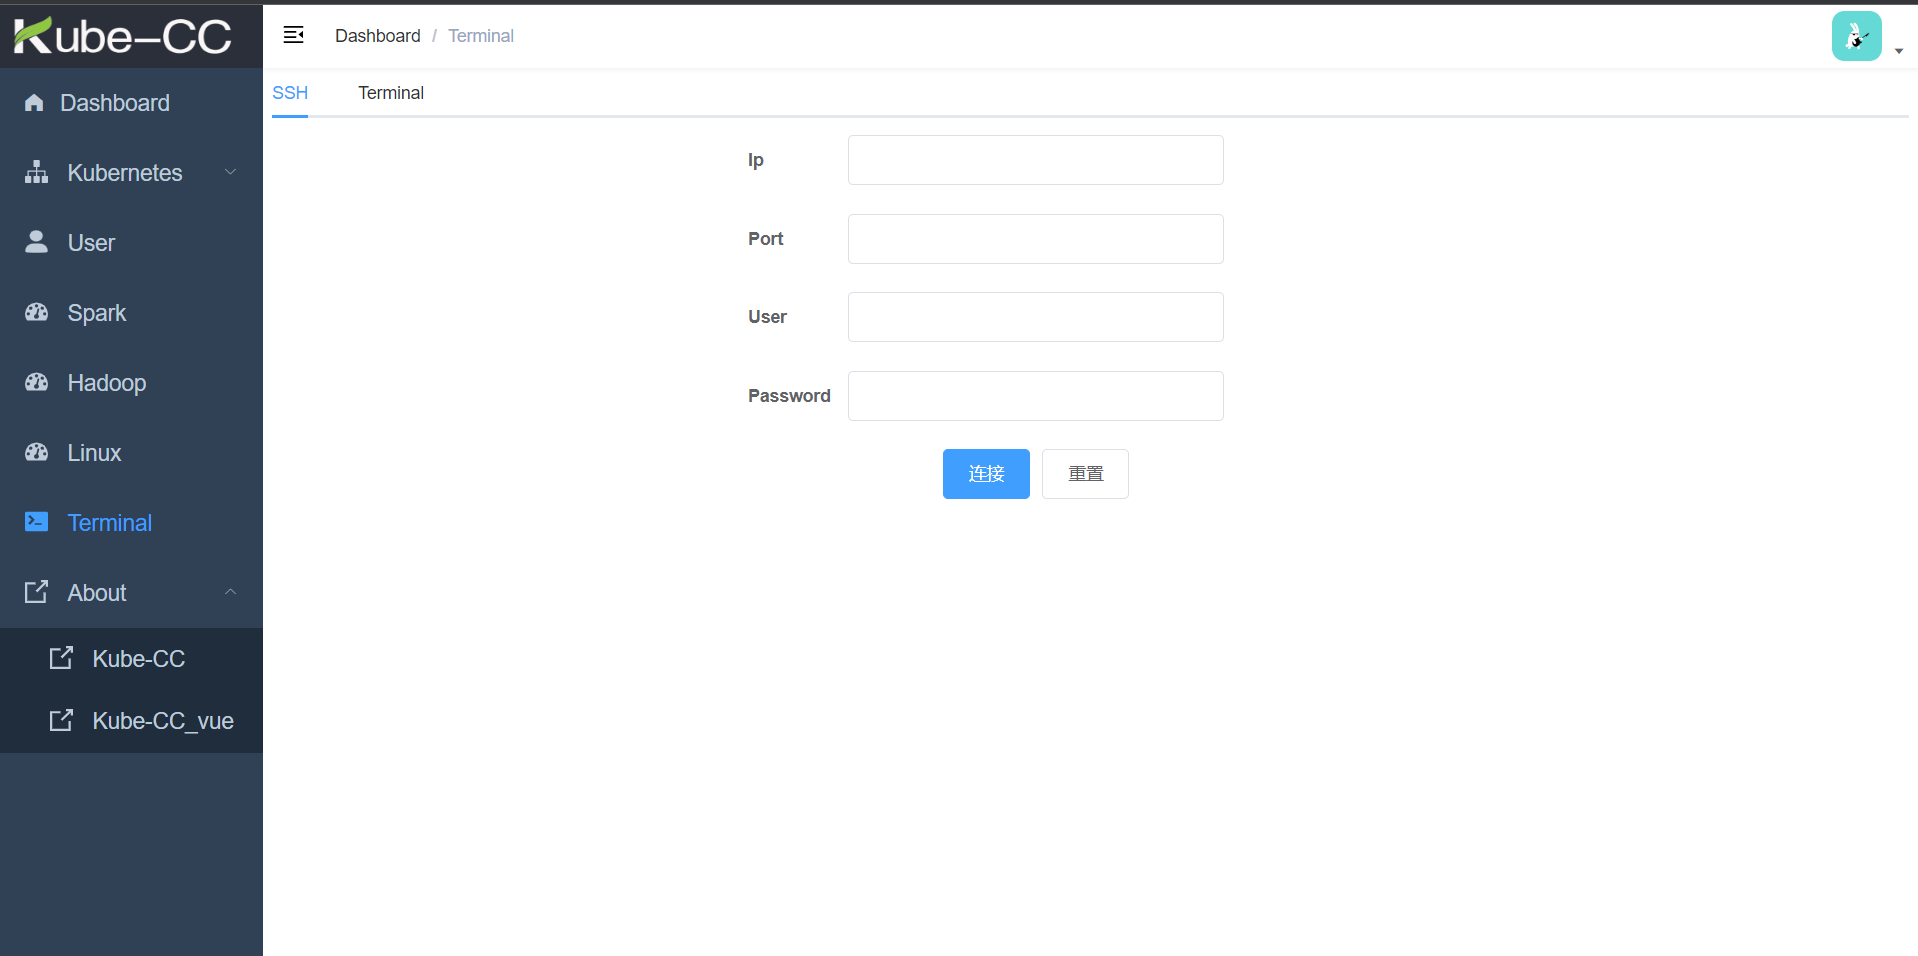 Kube-CC
Dashboard / Terminal
SSH
Terminal
Dashboard
Kubernetes
User
Spark
Hadoop
Linux
Terminal
About
Kube-CC
Kube-CC_vue
Ip
Port
User
Password
连接
重置